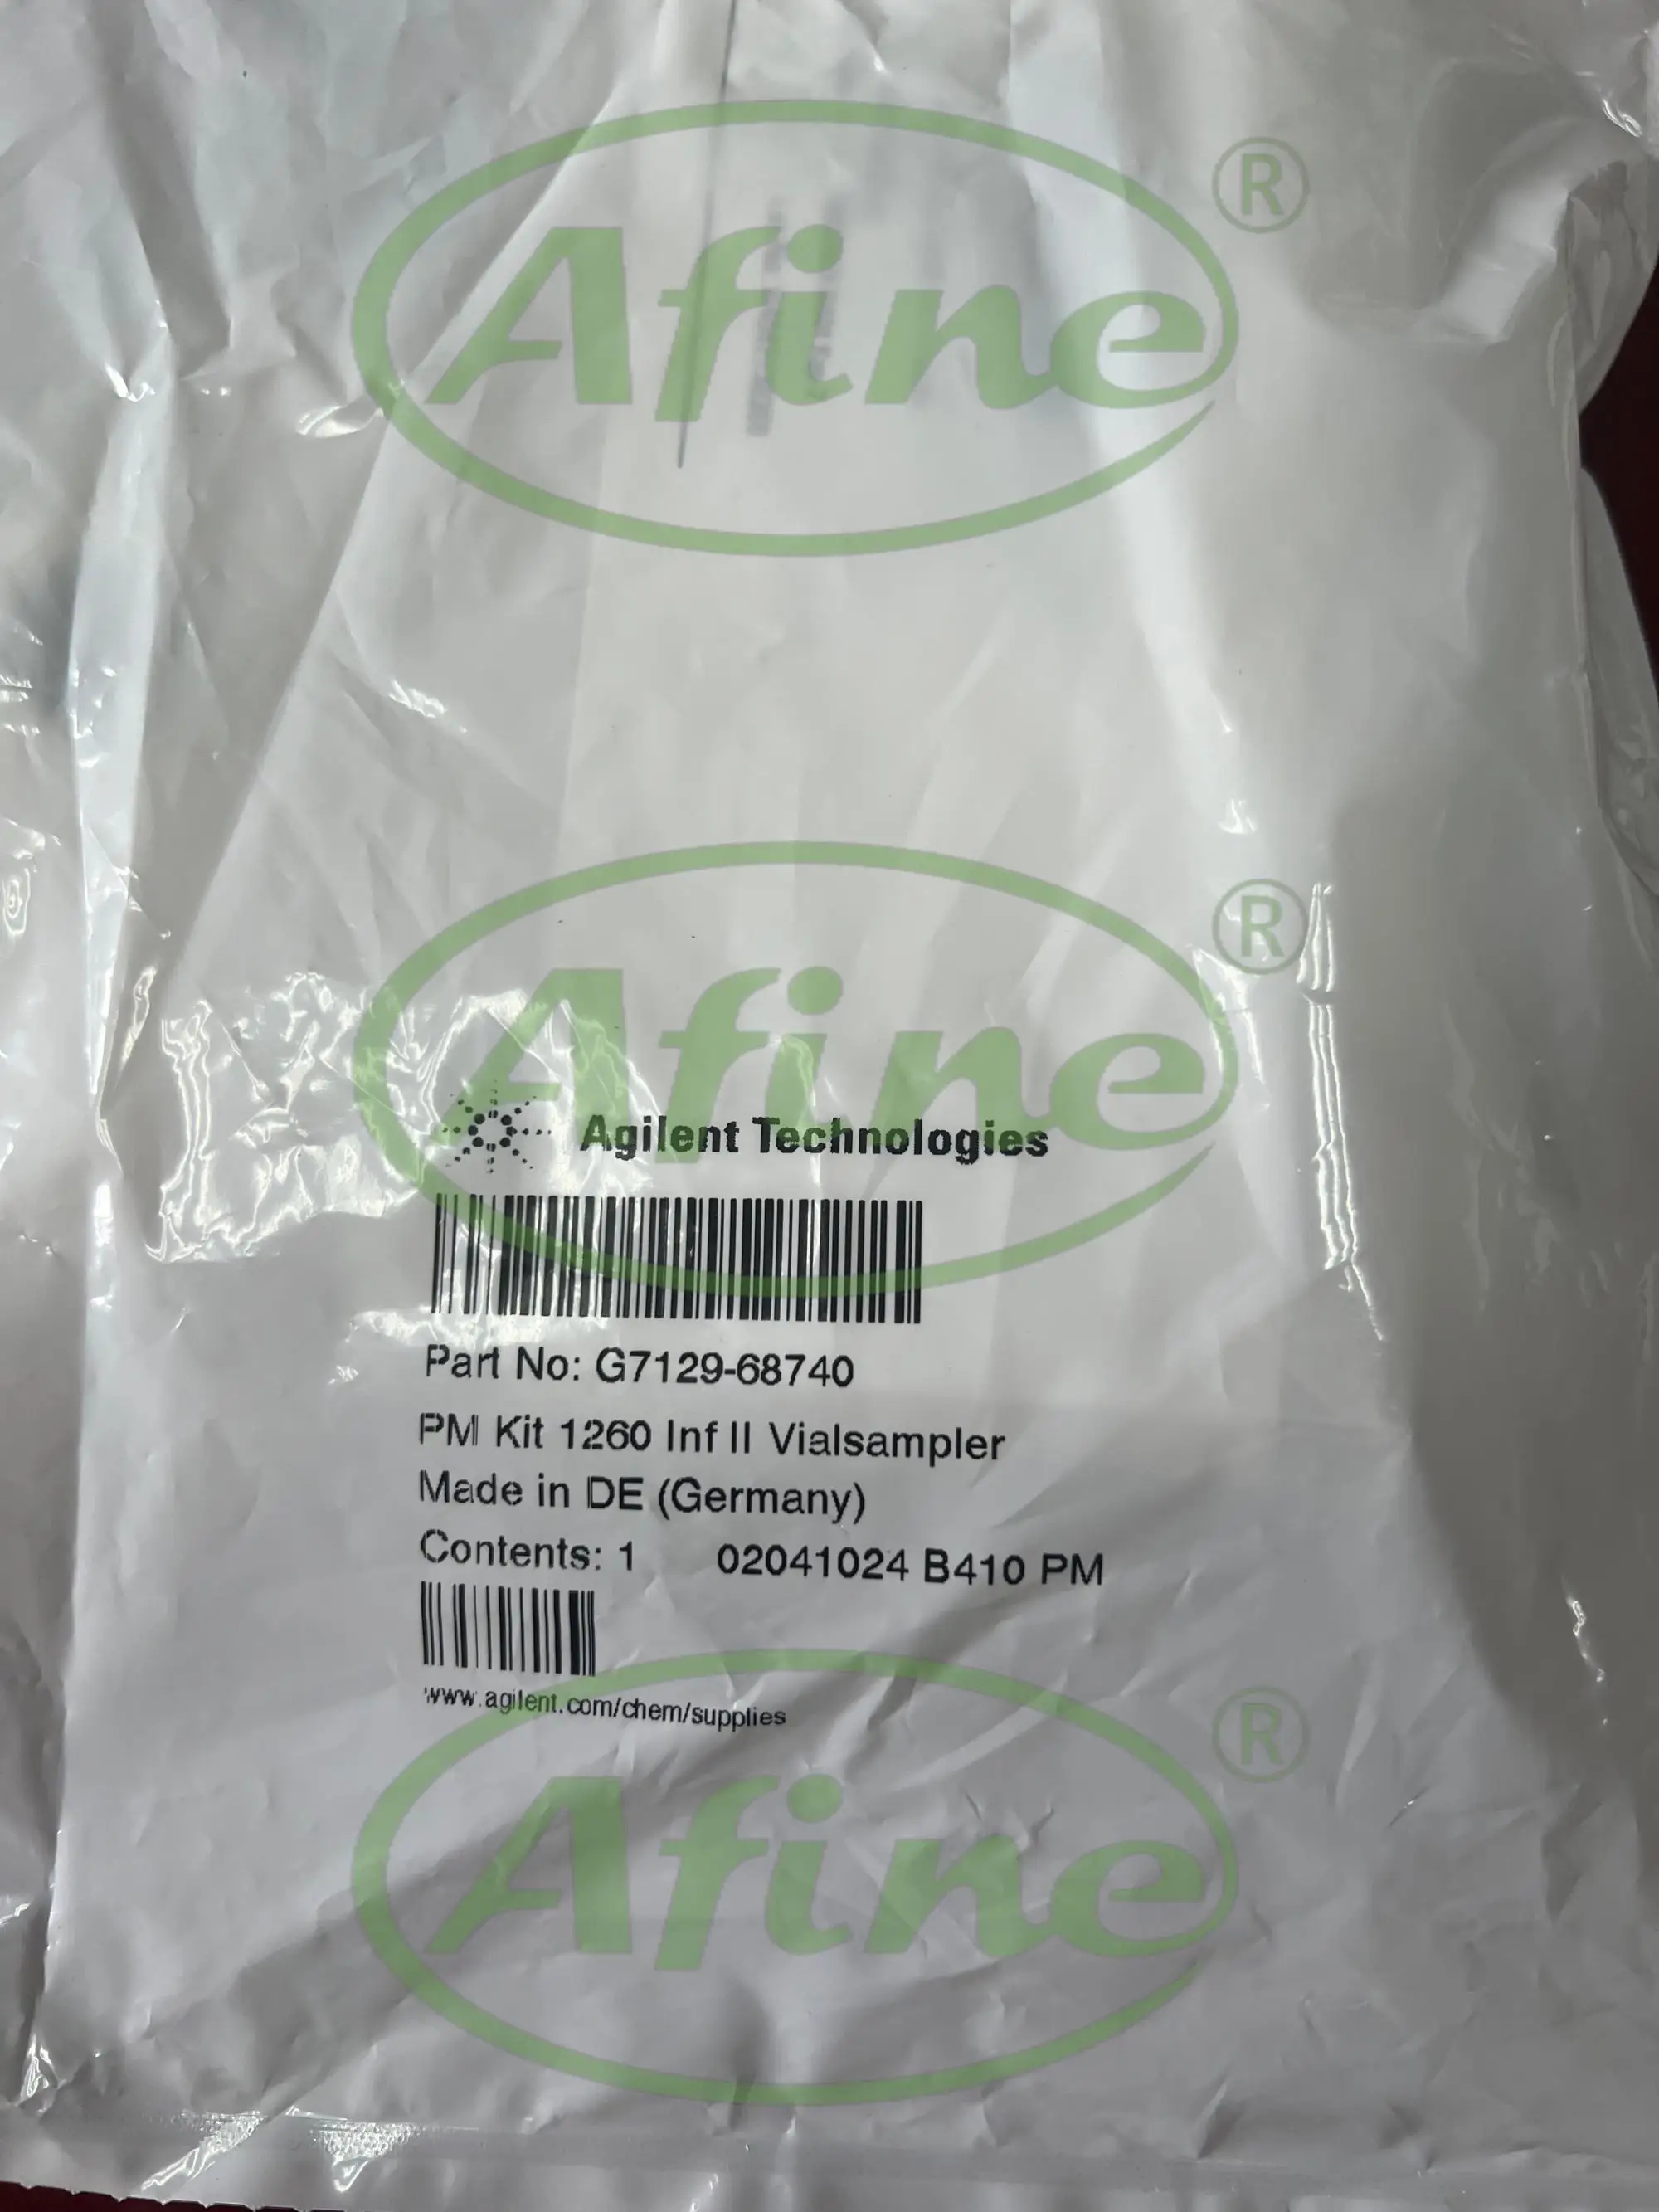 Afine ®
Afine ®
Agilent Technologies
Part No: G7129-68740
PM Kit 1260 Inf II Vialsampler
Made in DE (Germany)
Contents: 1 02041024 B410 PM
www.agilent.com/chem/supplies
Afine ®